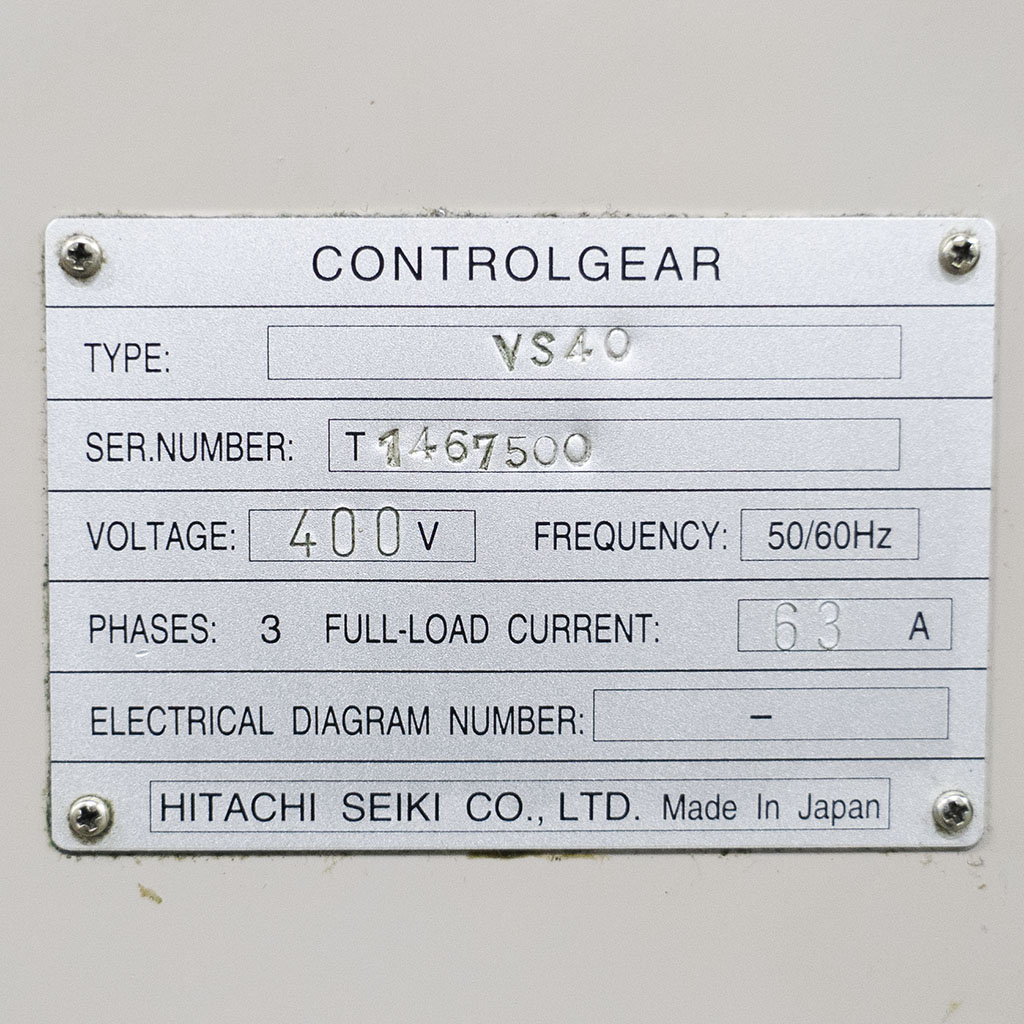 CONTROLGEAR
TYPE: VS40
SER.NUMBER: T1467500
VOLTAGE: 400 V FREQUENCY: 50/60Hz
PHASES: 3 FULL-LOAD CURRENT: 63 A
ELECTRICAL DIAGRAM NUMBER: –
HITACHI SEIKI CO., LTD. Made In Japan